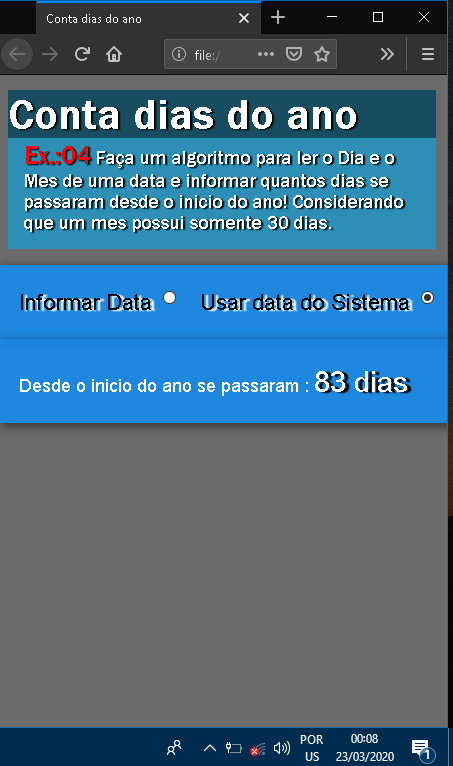 Conta dias do ano
file:/
Conta dias do ano
Ex.:04 Faça um algoritmo para ler o Dia e o
Mes de uma data e informar quantos dias se
passaram desde o inicio do ano! Considerando
que um mes possui somente 30 dias.
Informar Data Usar data do Sistema
Desde o inicio do ano se passaram : 83 dias
POR 00:08
US 23/03/2020
1